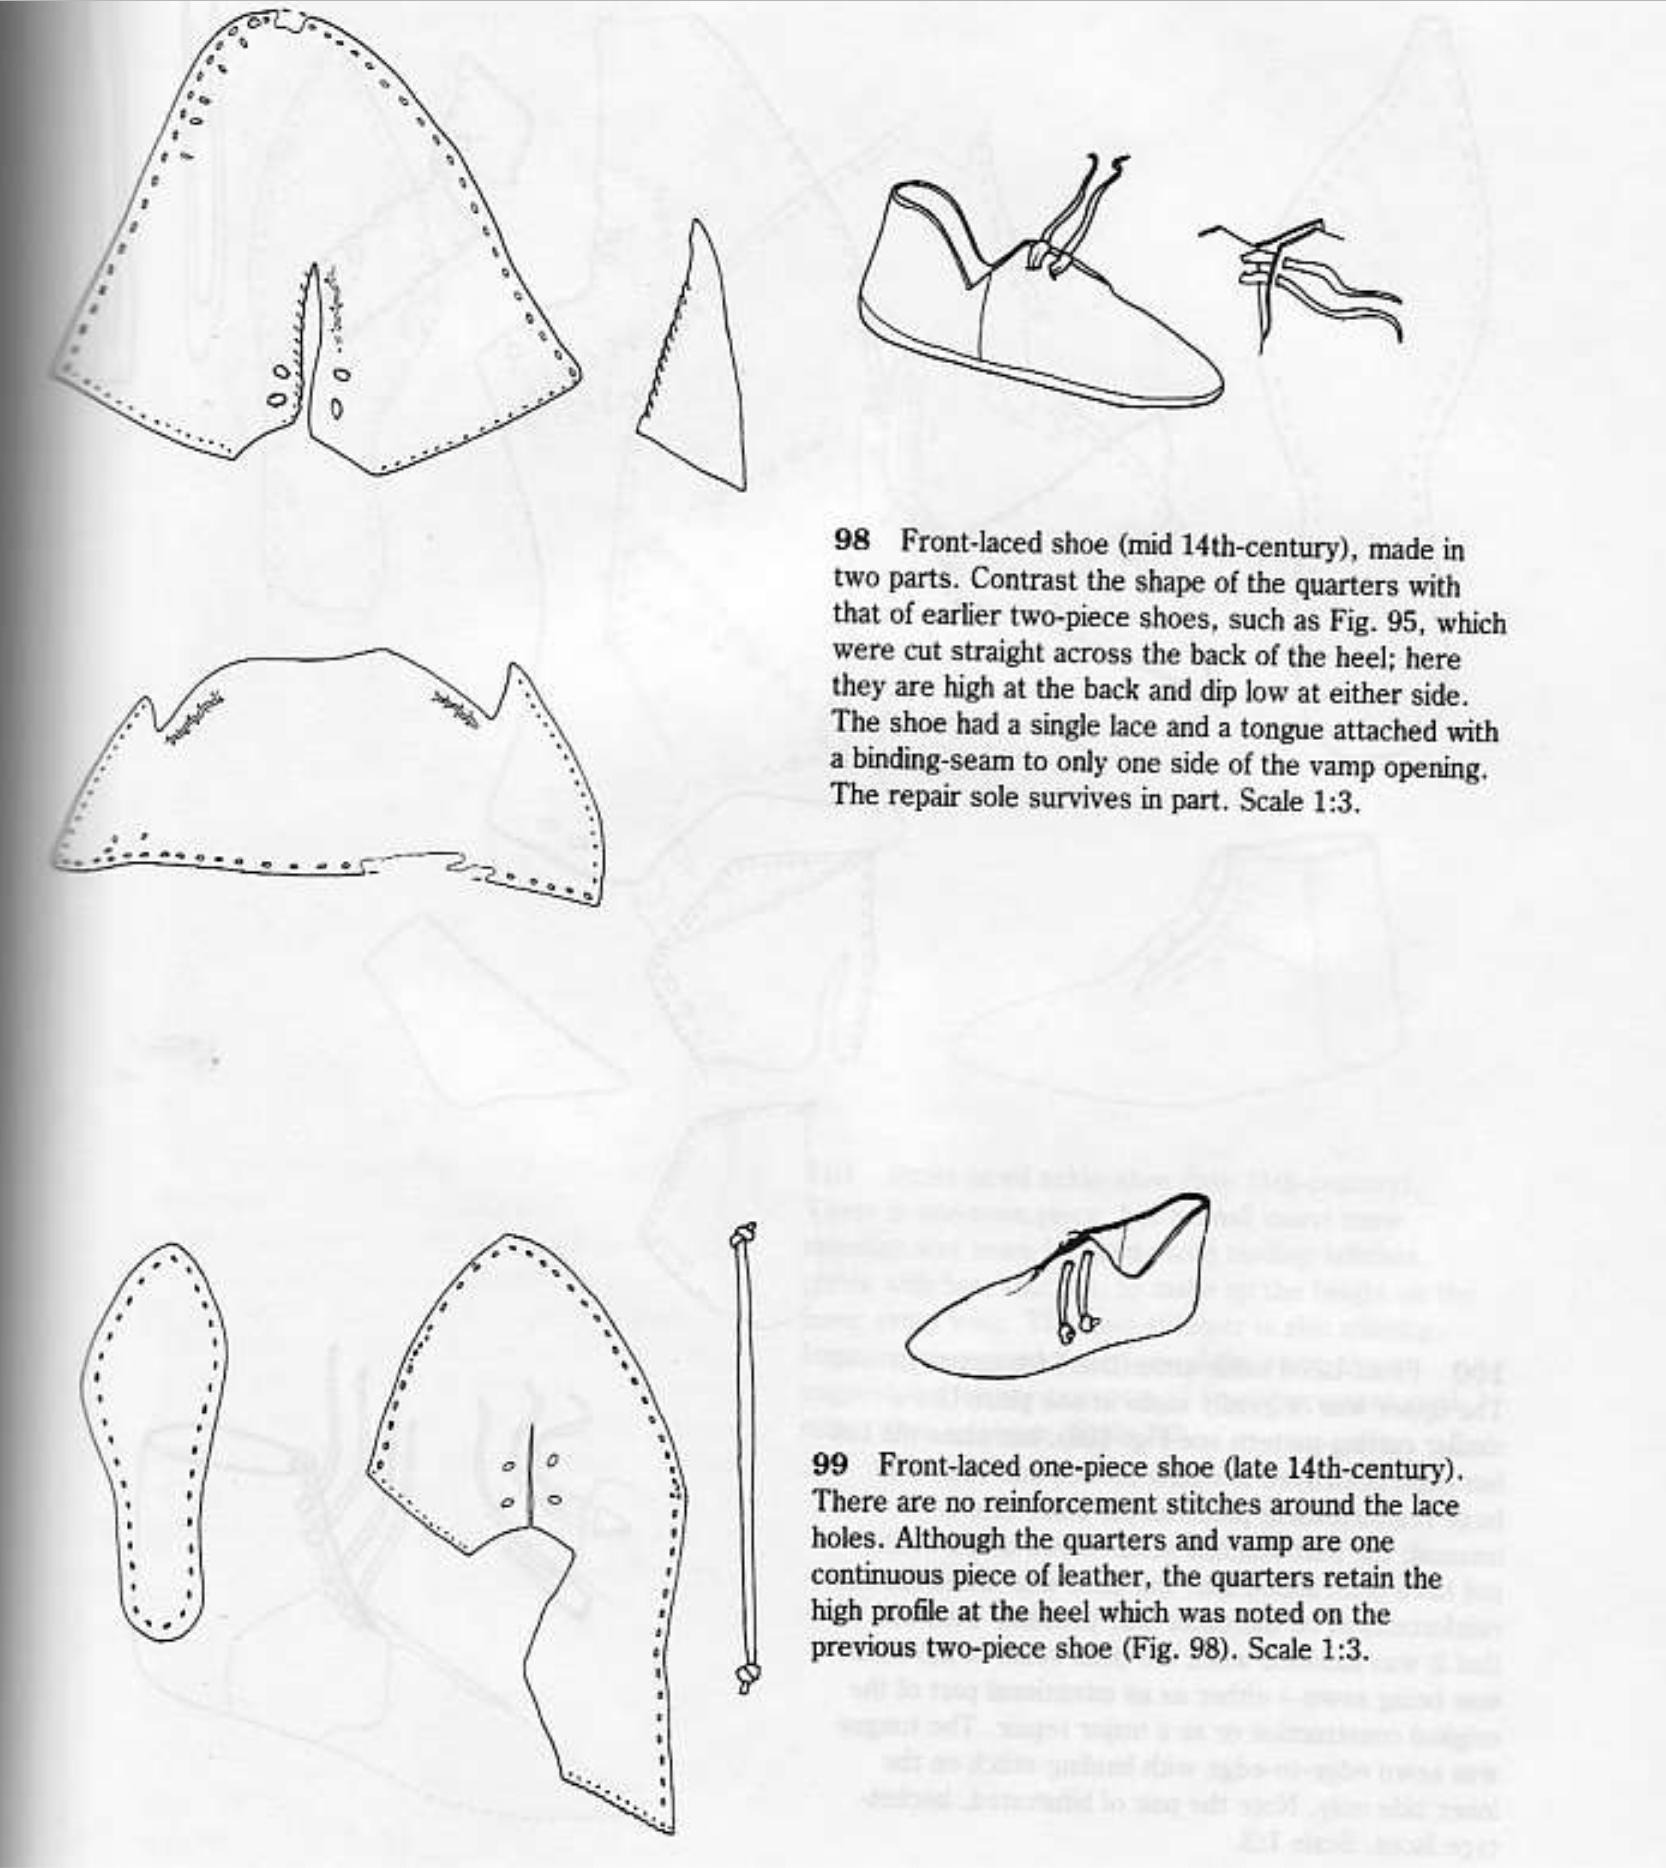 98 Front-laced shoe (mid 14th-century), made in
two parts. Contrast the shape of the quarters with
that of earlier two-piece shoes, such as Fig. 95, which
were cut straight across the back of the heel; here
they are high at the back and dip low at either side.
The shoe had a single lace and a tongue attached with
a binding-seam to only one side of the vamp opening.
The repair sole survives in part. Scale 1:3.
99 Front-laced one-piece shoe (late 14th-century).
There are no reinforcement stitches around the lace
holes. Although the quarters and vamp are one
continuous piece of leather, the quarters retain the
high profile at the heel which was noted on the
previous two-piece shoe (Fig. 98). Scale 1:3.